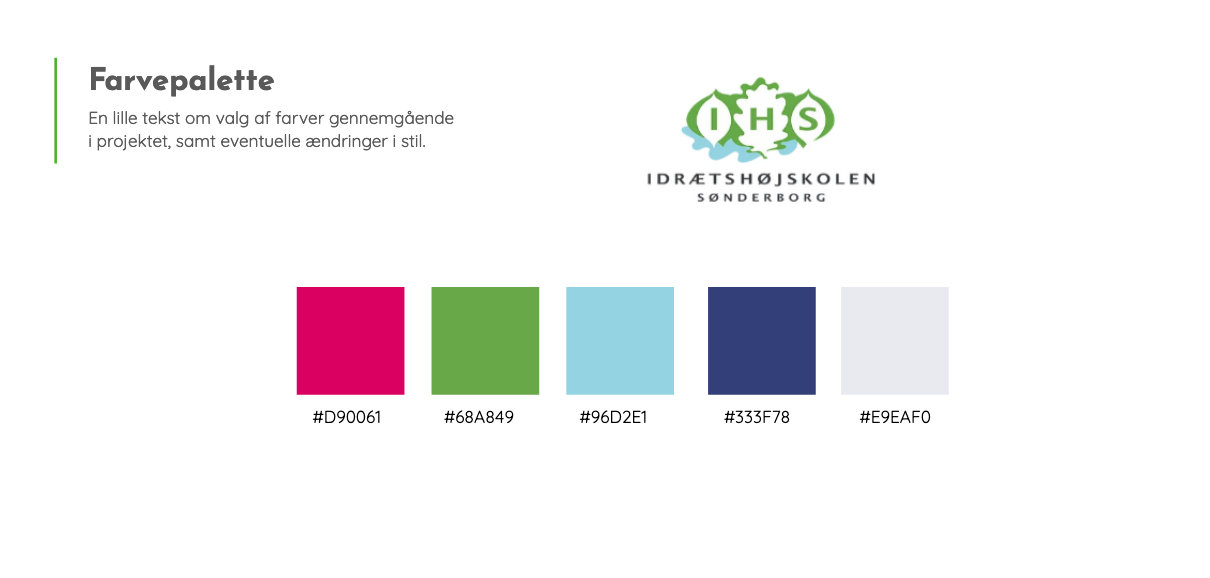 Farvepalette
En lille tekst om valg af farver gennemgående
i projektet, samt eventuelle ændringer i stil.
IHS
IDRÆTSHØJSKOLEN
SØNDERBORG
#D90061
#68A849
#96D2E1
#333F78
#E9EAF0